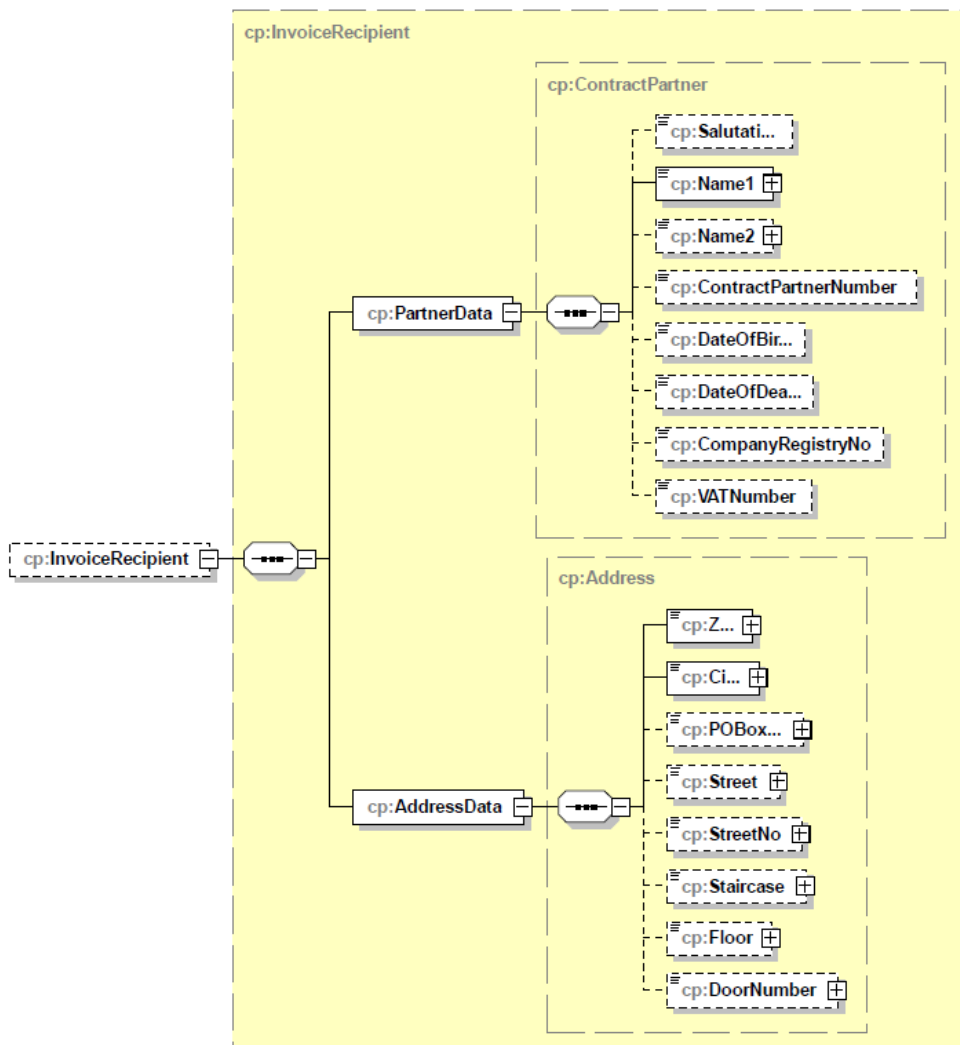 cp:InvoiceRecipient
cp:ContractPartner
cp:Salutati...
cp:Name1
cp:Name2
cp:ContractPartnerNumber
cp:PartnerData
cp:DateOfBir...
cp:DateOfDea...
cp:CompanyRegistryNo
cp:VATNumber
cp:InvoiceRecipient
cp:Address
cp:Z...
cp:Ci...
cp:POBox...
cp:Street
cp:AddressData
cp:StreetNo
cp:Staircase
cp:Floor
cp:DoorNumber